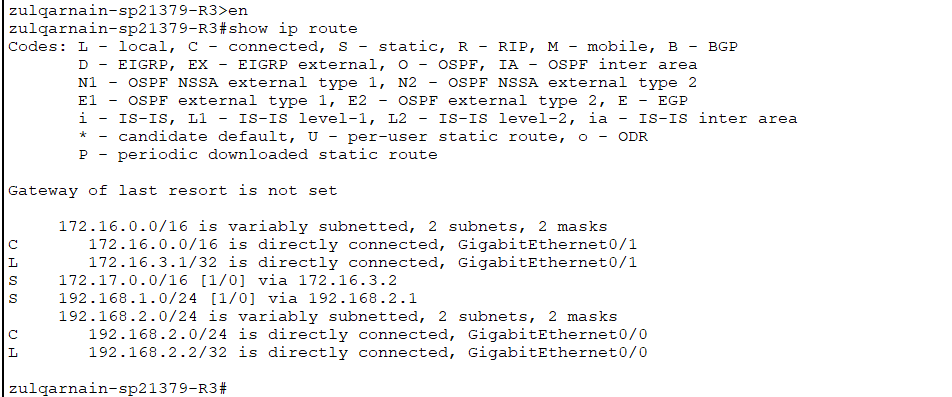 zulqarnain-sp21379-R3>en
zulqarnain-sp21379-R3#show ip route
Codes: L - local, C - connected, S - static, R - RIP, M - mobile, B - BGP
       D - EIGRP, EX - EIGRP external, O - OSPF, IA - OSPF inter area
       N1 - OSPF NSSA external type 1, N2 - OSPF NSSA external type 2
       E1 - OSPF external type 1, E2 - OSPF external type 2, E - EGP
       i - IS-IS, L1 - IS-IS level-1, L2 - IS-IS level-2, ia - IS-IS inter area
       * - candidate default, U - per-user static route, o - ODR
       P - periodic downloaded static route

Gateway of last resort is not set

     172.16.0.0/16 is variably subnetted, 2 subnets, 2 masks
C       172.16.0.0/16 is directly connected, GigabitEthernet0/1
L       172.16.3.1/32 is directly connected, GigabitEthernet0/1
S    172.17.0.0/16 [1/0] via 172.16.3.2
S    192.168.1.0/24 [1/0] via 192.168.2.1
     192.168.2.0/24 is variably subnetted, 2 subnets, 2 masks
C       192.168.2.0/24 is directly connected, GigabitEthernet0/0
L       192.168.2.2/32 is directly connected, GigabitEthernet0/0

zulqarnain-sp21379-R3#